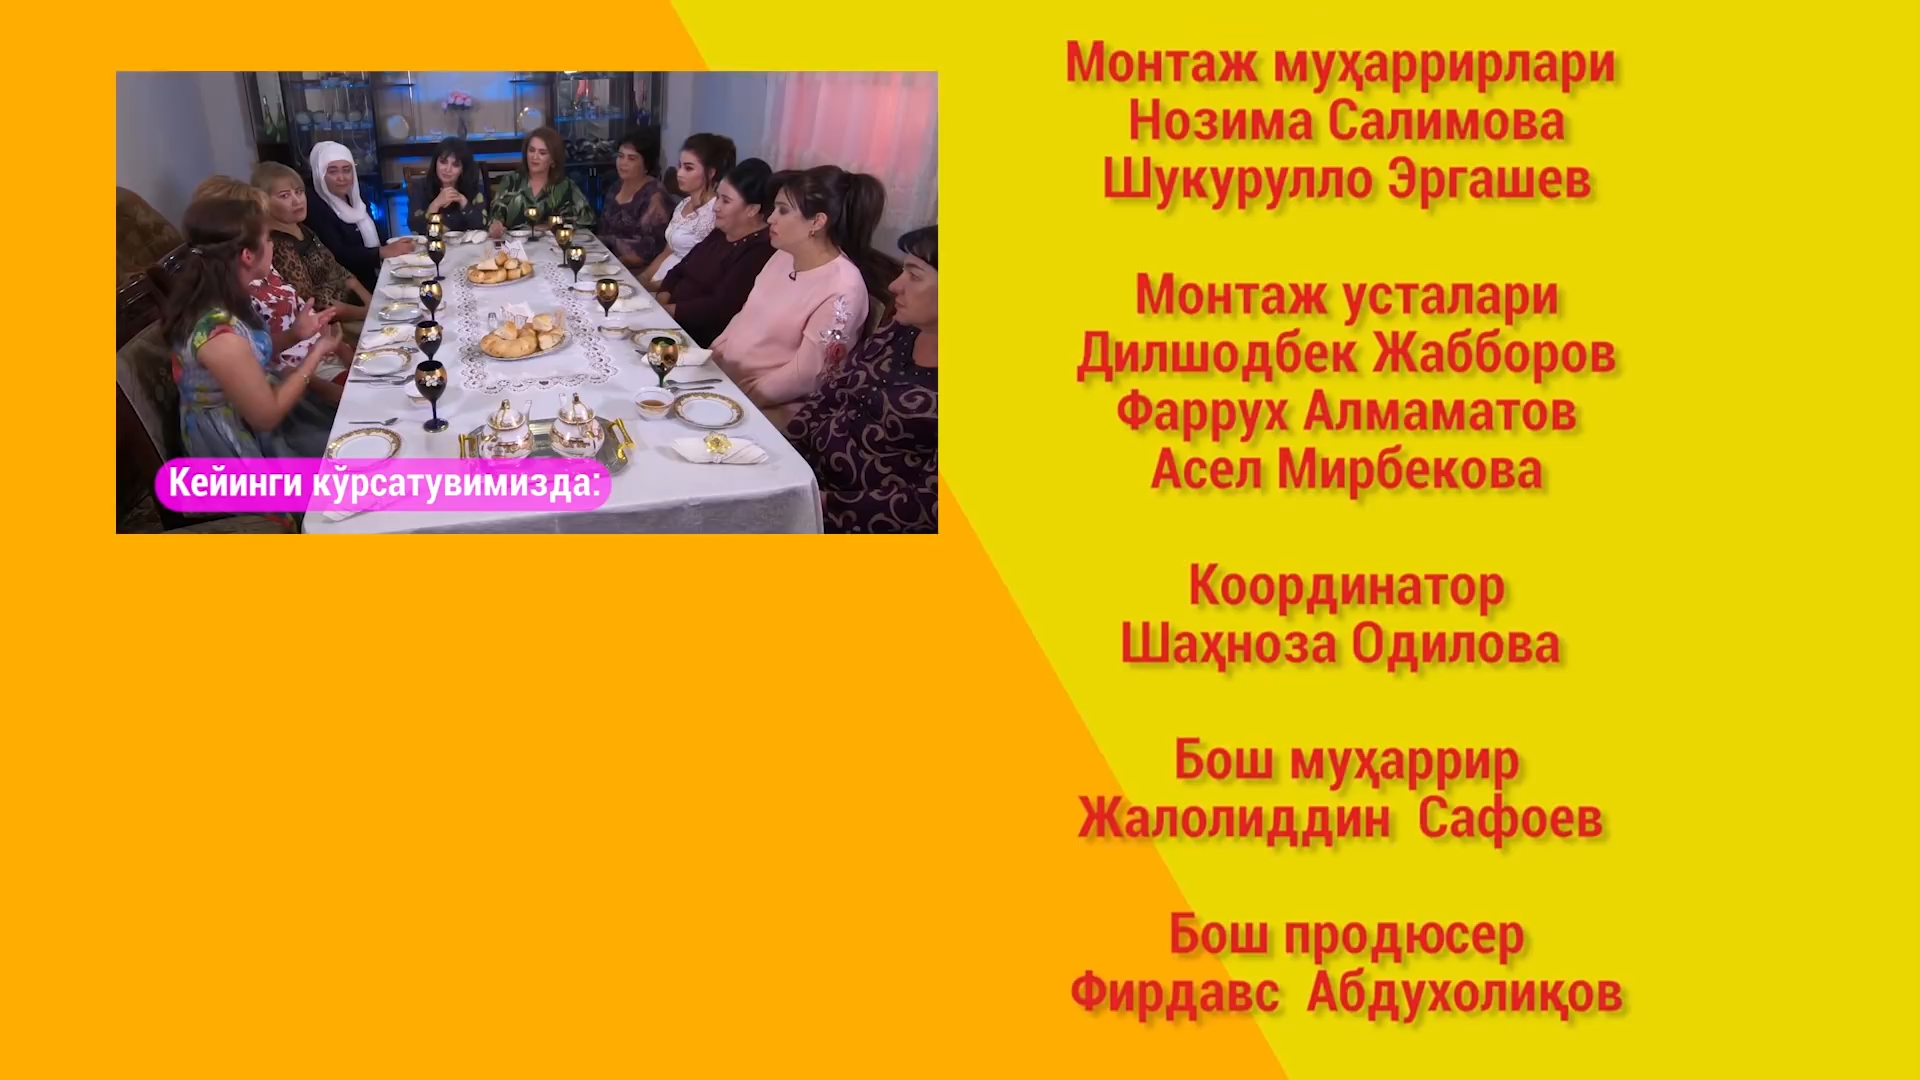 Кейинги кўрсатувимизда:
Монтаж муҳаррирлари
Нозима Салимова
Шукурулло Эргашев
Монтаж усталари
Дилшодбек Жабборов
Фаррух Алмаматов
Асел Мирбекова
Координатор
Шаҳноза Одилова
Бош муҳаррир
Жалолиддин Сафоев
Бош продюсер
Фирдавс Абдухолиқов